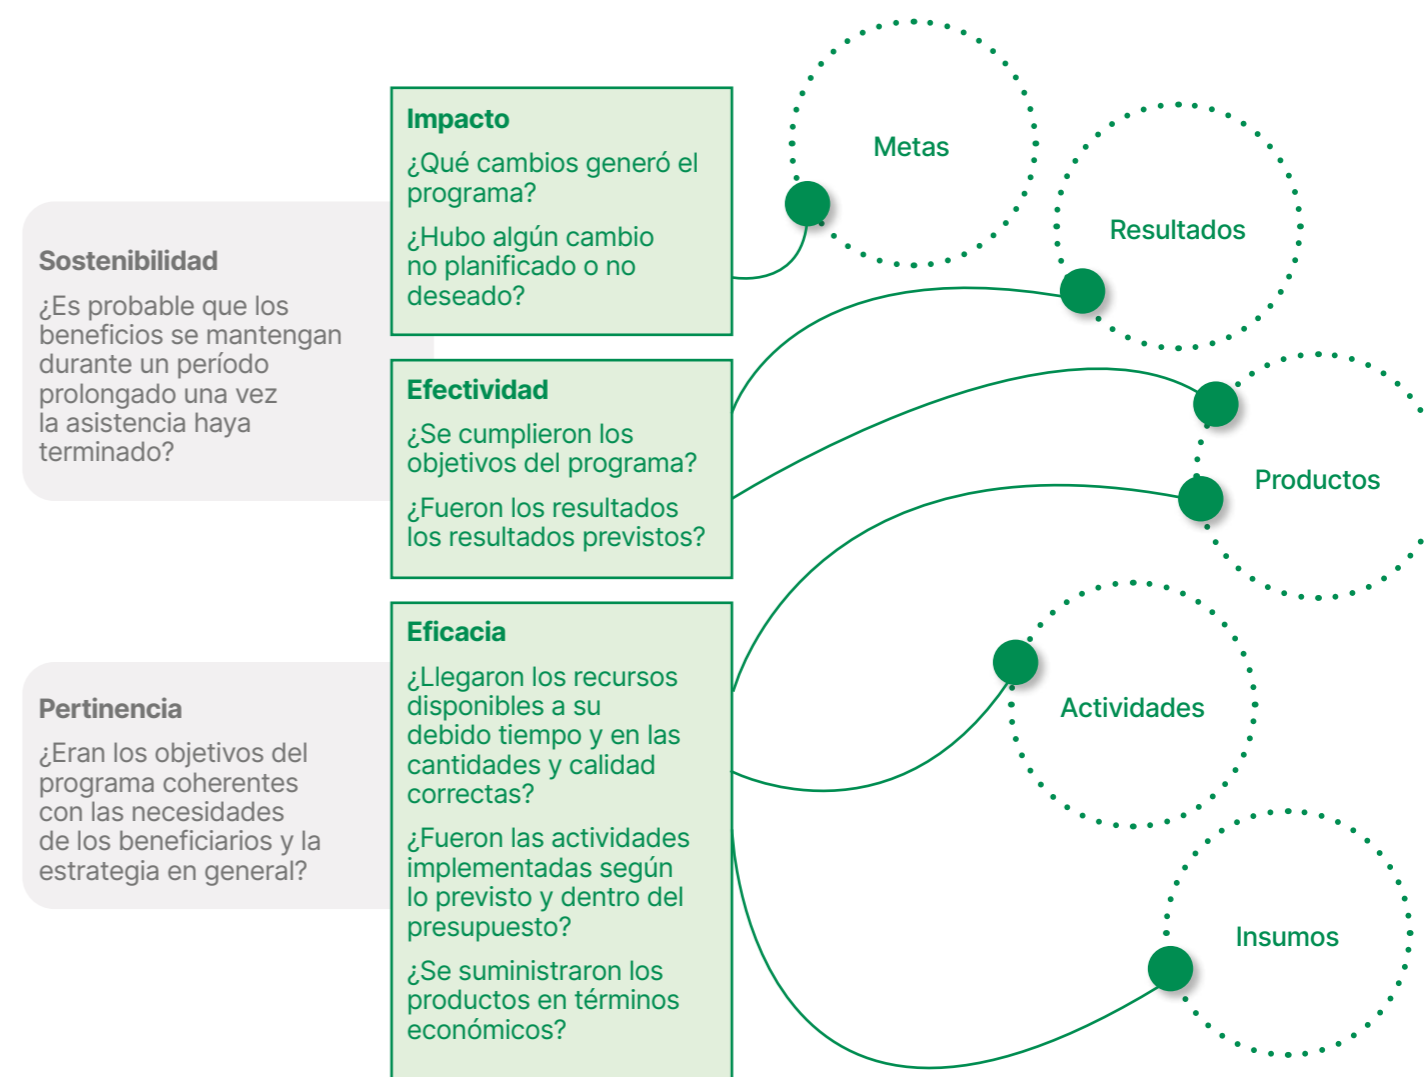 Sostenibilidad
¿Es probable que los
beneficios se mantengan
durante un período
prolongado una vez
la asistencia haya
terminado?
Pertinencia
¿Eran los objetivos del
programa coherentes
con las necesidades
de los beneficiarios y la
estrategia en general?
Impacto
¿Qué cambios generó el
programa?
¿Hubo algún cambio
no planificado o no
deseado?
Efectividad
¿Se cumplieron los
objetivos del programa?
¿Fueron los resultados
los resultados previstos?
Eficacia
¿Llegaron los recursos
disponibles a su
debido tiempo y en las
cantidades y calidad
correctas?
¿Fueron las actividades
implementadas según
lo previsto y dentro del
presupuesto?
¿Se suministraron los
productos en términos
económicos?
Metas
Resultados
Productos
Actividades
Insumos